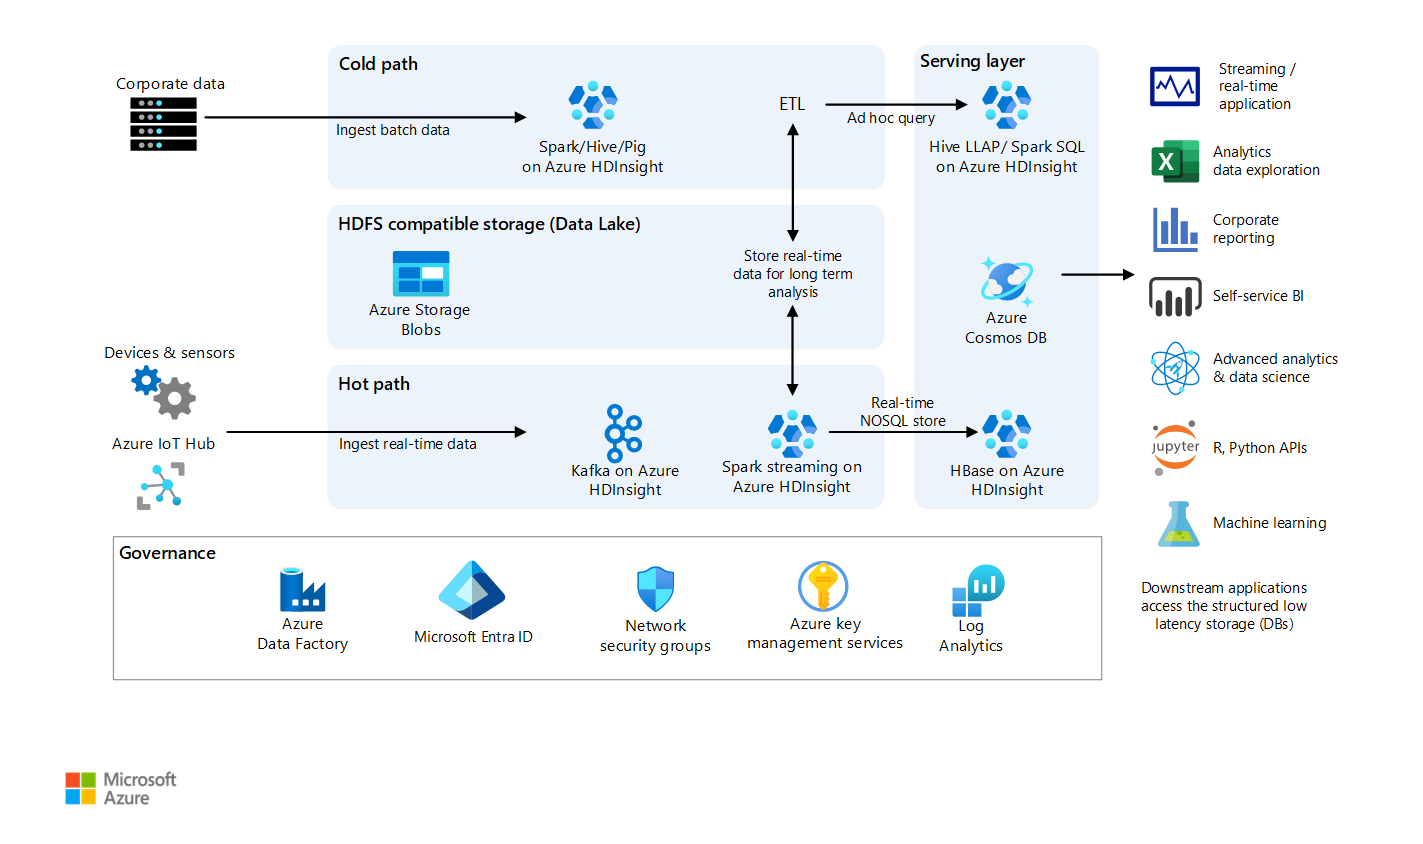 Corporate data
Cold path
Ingest batch data
Spark/Hive/Pig
on Azure HDInsight
ETL
Ad hoc query
Serving layer
Hive LLAP/ Spark SQL
on Azure HDInsight
HDFS compatible storage (Data Lake)
Azure Storage
Blobs
Store real-time
data for long term
analysis
Azure
Cosmos DB
Devices & sensors
Azure IoT Hub
Hot path
Ingest real-time data
Kafka on Azure
HDInsight
Spark streaming on
Azure HDInsight
Real-time
NOSQL store
HBase on Azure
HDInsight
Streaming /
real-time
application
X
Analytics
data exploration
Corporate
reporting
Self-service BI
Advanced analytics
& data science
jupyter
R, Python APIs
Machine learning
Downstream applications
access the structured low
latency storage (DBs)
Governance
Azure
Data Factory
Microsoft Entra ID
Network
security groups
Azure key
management services
Log
Analytics
Microsoft
Azure